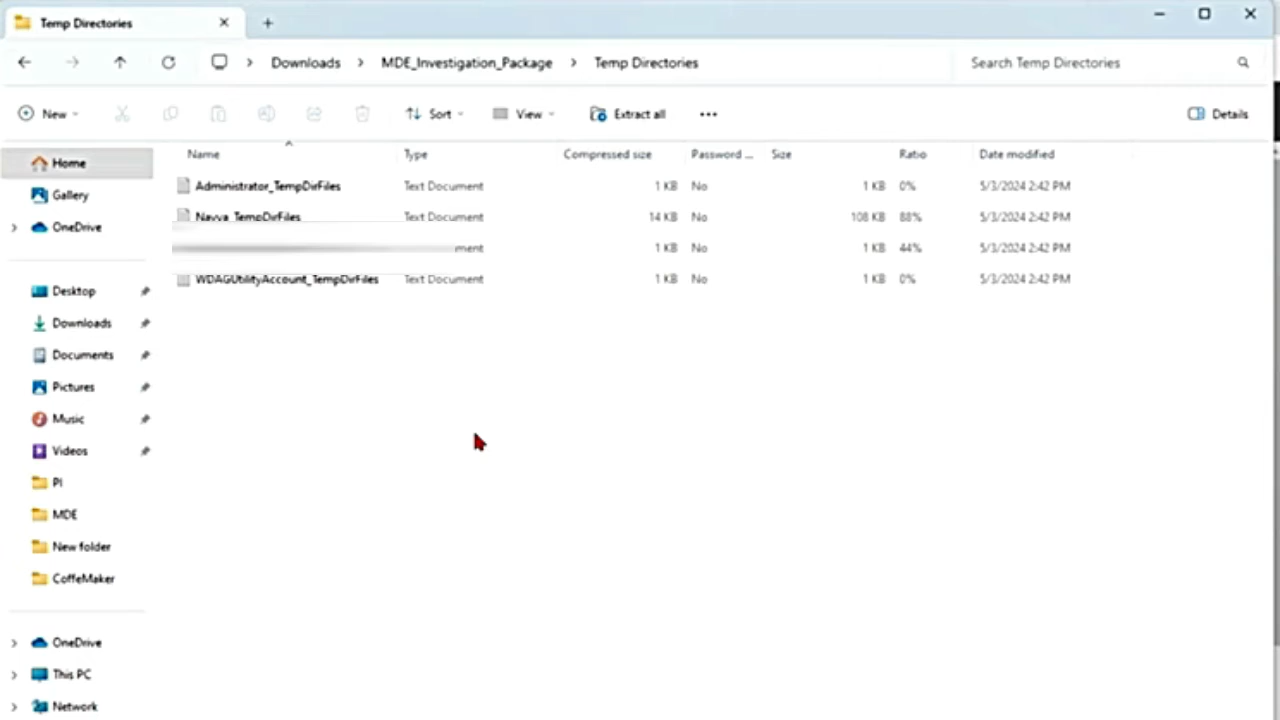 Temp Directories
Downloads > MDE_Investigation_Package > Temp Directories
Search Temp Directories
New
Sort
View
Extract all
Details
Name Type Compressed size Password ... Size Ratio Date modified
Administrator_TempDirFiles Text Document 1 KB No 1 KB 0% 5/3/2024 2:42 PM
Navya_TempDirFiles Text Document 14 KB No 108 KB 88% 5/3/2024 2:42 PM
ment 1 KB No 1 KB 44% 5/3/2024 2:42 PM
WDAGUtilityAccount_TempDirFiles Text Document 1 KB No 1 KB 0% 5/3/2024 2:42 PM
Home
Gallery
OneDrive
Desktop
Downloads
Documents
Pictures
Music
Videos
PI
MDE
New folder
CoffeMaker
OneDrive
This PC
Network